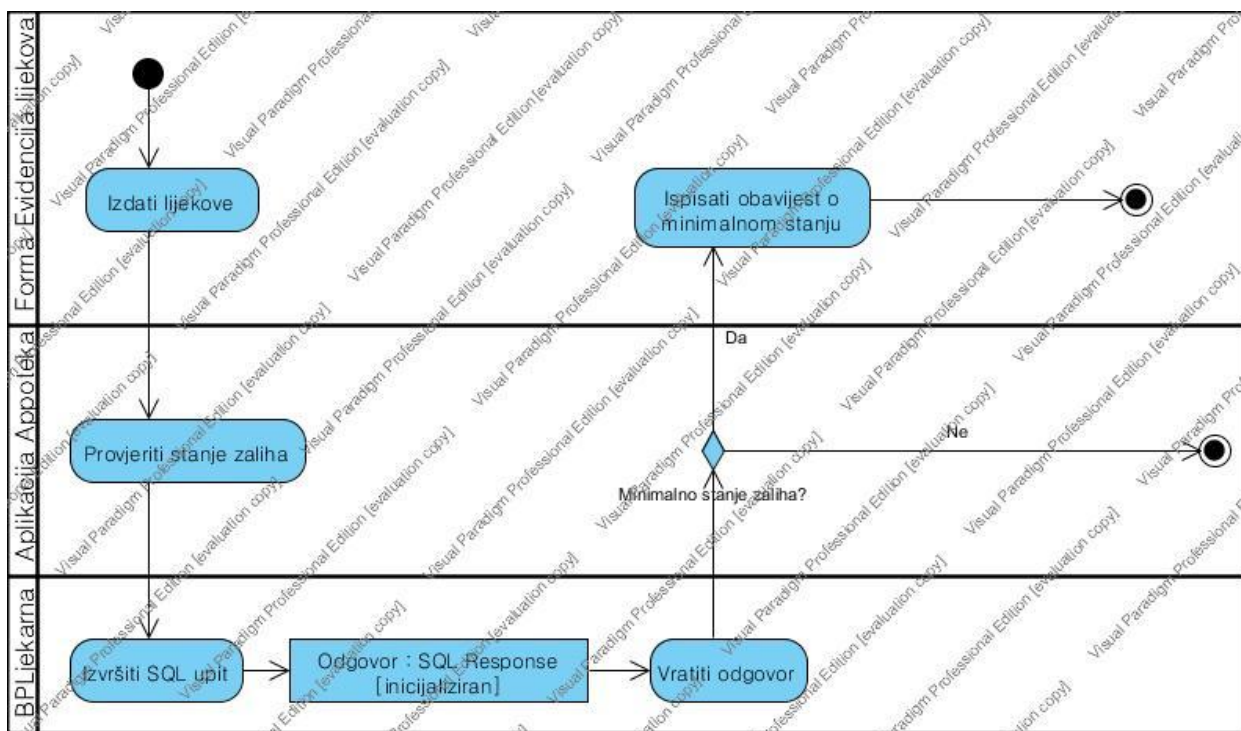 Forma Evidencija lijekova
Izdati lijekove
Ispisati obavijest o
minimalnom stanju
Aplikacija Appoteka
Da
Provjeriti stanje zaliha
Ne
Minimalno stanje zaliha?
BPLjekarna
Izvršiti SQL upit
Odgovor : SQL Response
[inicijaliziran]
Vratiti odgovor
Visual Paradigm Professional Edition [evaluation copy]